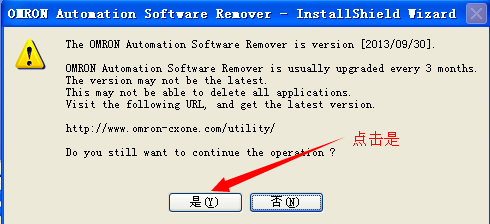 OMRON Automation Software Remover - InstallShield Wizard
The OMRON Automation Software Remover is version [2013/09/30].
OMRON Automation Software Remover is usually upgraded every 3 months.
The version may not be the latest.
This may not be able to delete all applications.
Visit the following URL, and get the latest version.
http://www.omron-cxone.com/utility/
点击是
Do you still want to continue the operation ?
是(Y)
否(N)